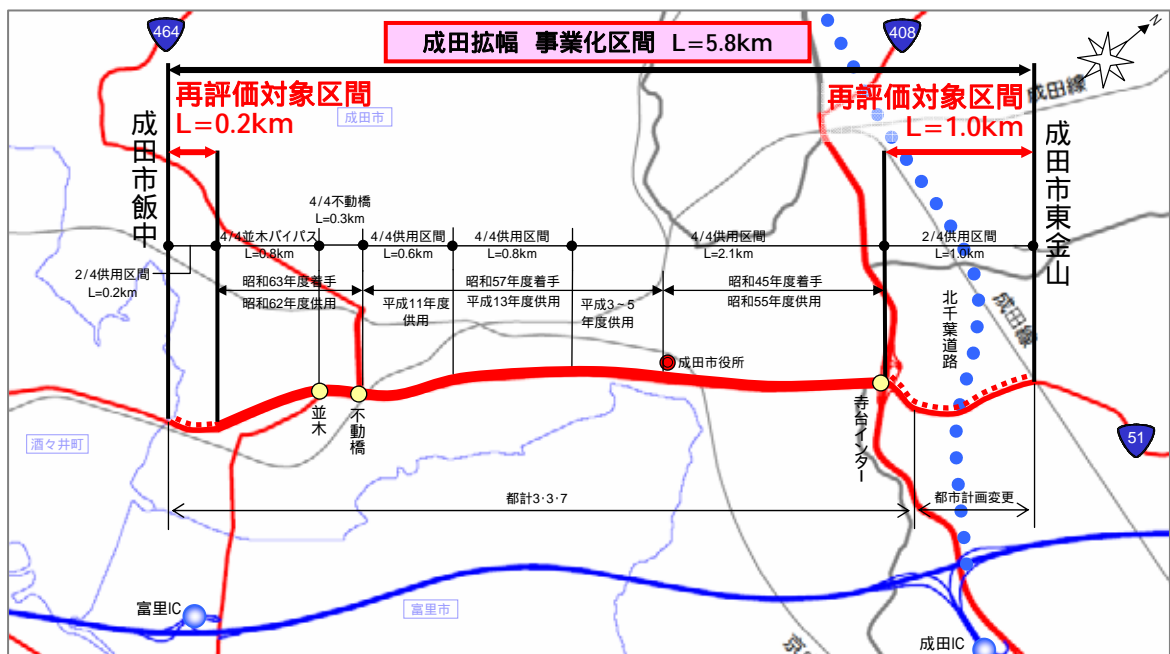 464
成田拡幅 事業化区間 L=5.8km
408
N
再評価対象区間
L=0.2km
成田市
再評価対象区間
L=1.0km
成田線
成田市飯中
成田市東金山
4/4不動橋
L=0.3km
4/4並木バイパス
L=0.8km
4/4供用区間
L=0.6km
4/4供用区間
L=0.8km
4/4供用区間
L=2.1km
2/4供用区間
L=1.0km
2/4供用区間
L=0.2km
昭和63年度着手
昭和62年度供用
昭和57年度着手
平成11年度
供用
平成13年度供用
平成3~5
年度供用
昭和45年度着手
昭和55年度供用
北千葉道路
成田線
成田市役所
並木
不動橋
寺台インター
酒々井町
51
都計3・3・7
都市計画変更
富里IC
富里市
成田IC